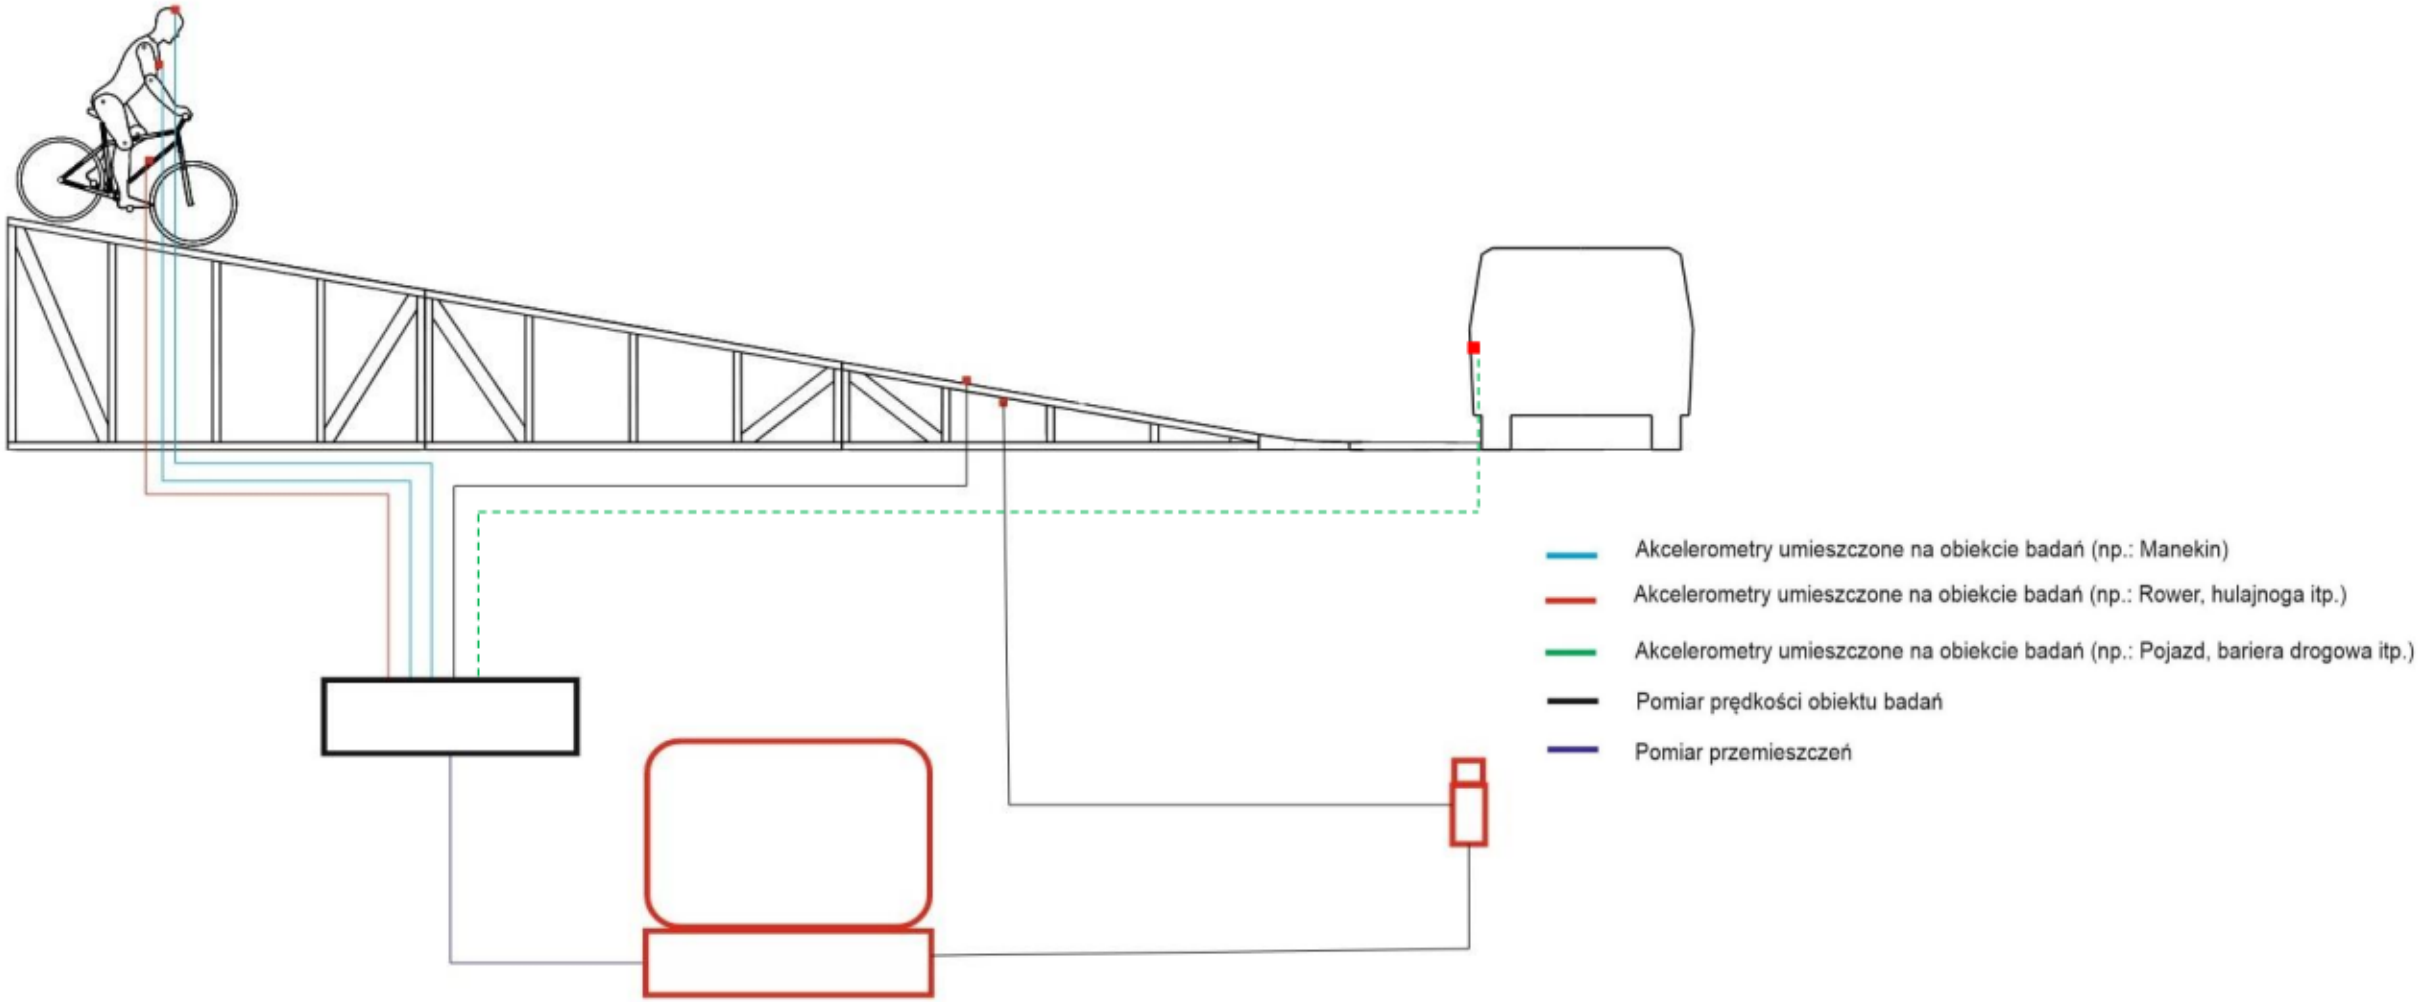 Akcelerometry umieszczone na obiekcie badań (np.: Manekin)
Akcelerometry umieszczone na obiekcie badań (np.: Rower, hulajnoga itp.)
Akcelerometry umieszczone na obiekcie badań (np.: Pojazd, bariera drogowa itp.)
Pomiar prędkości obiektu badań
Pomiar przemieszczeń